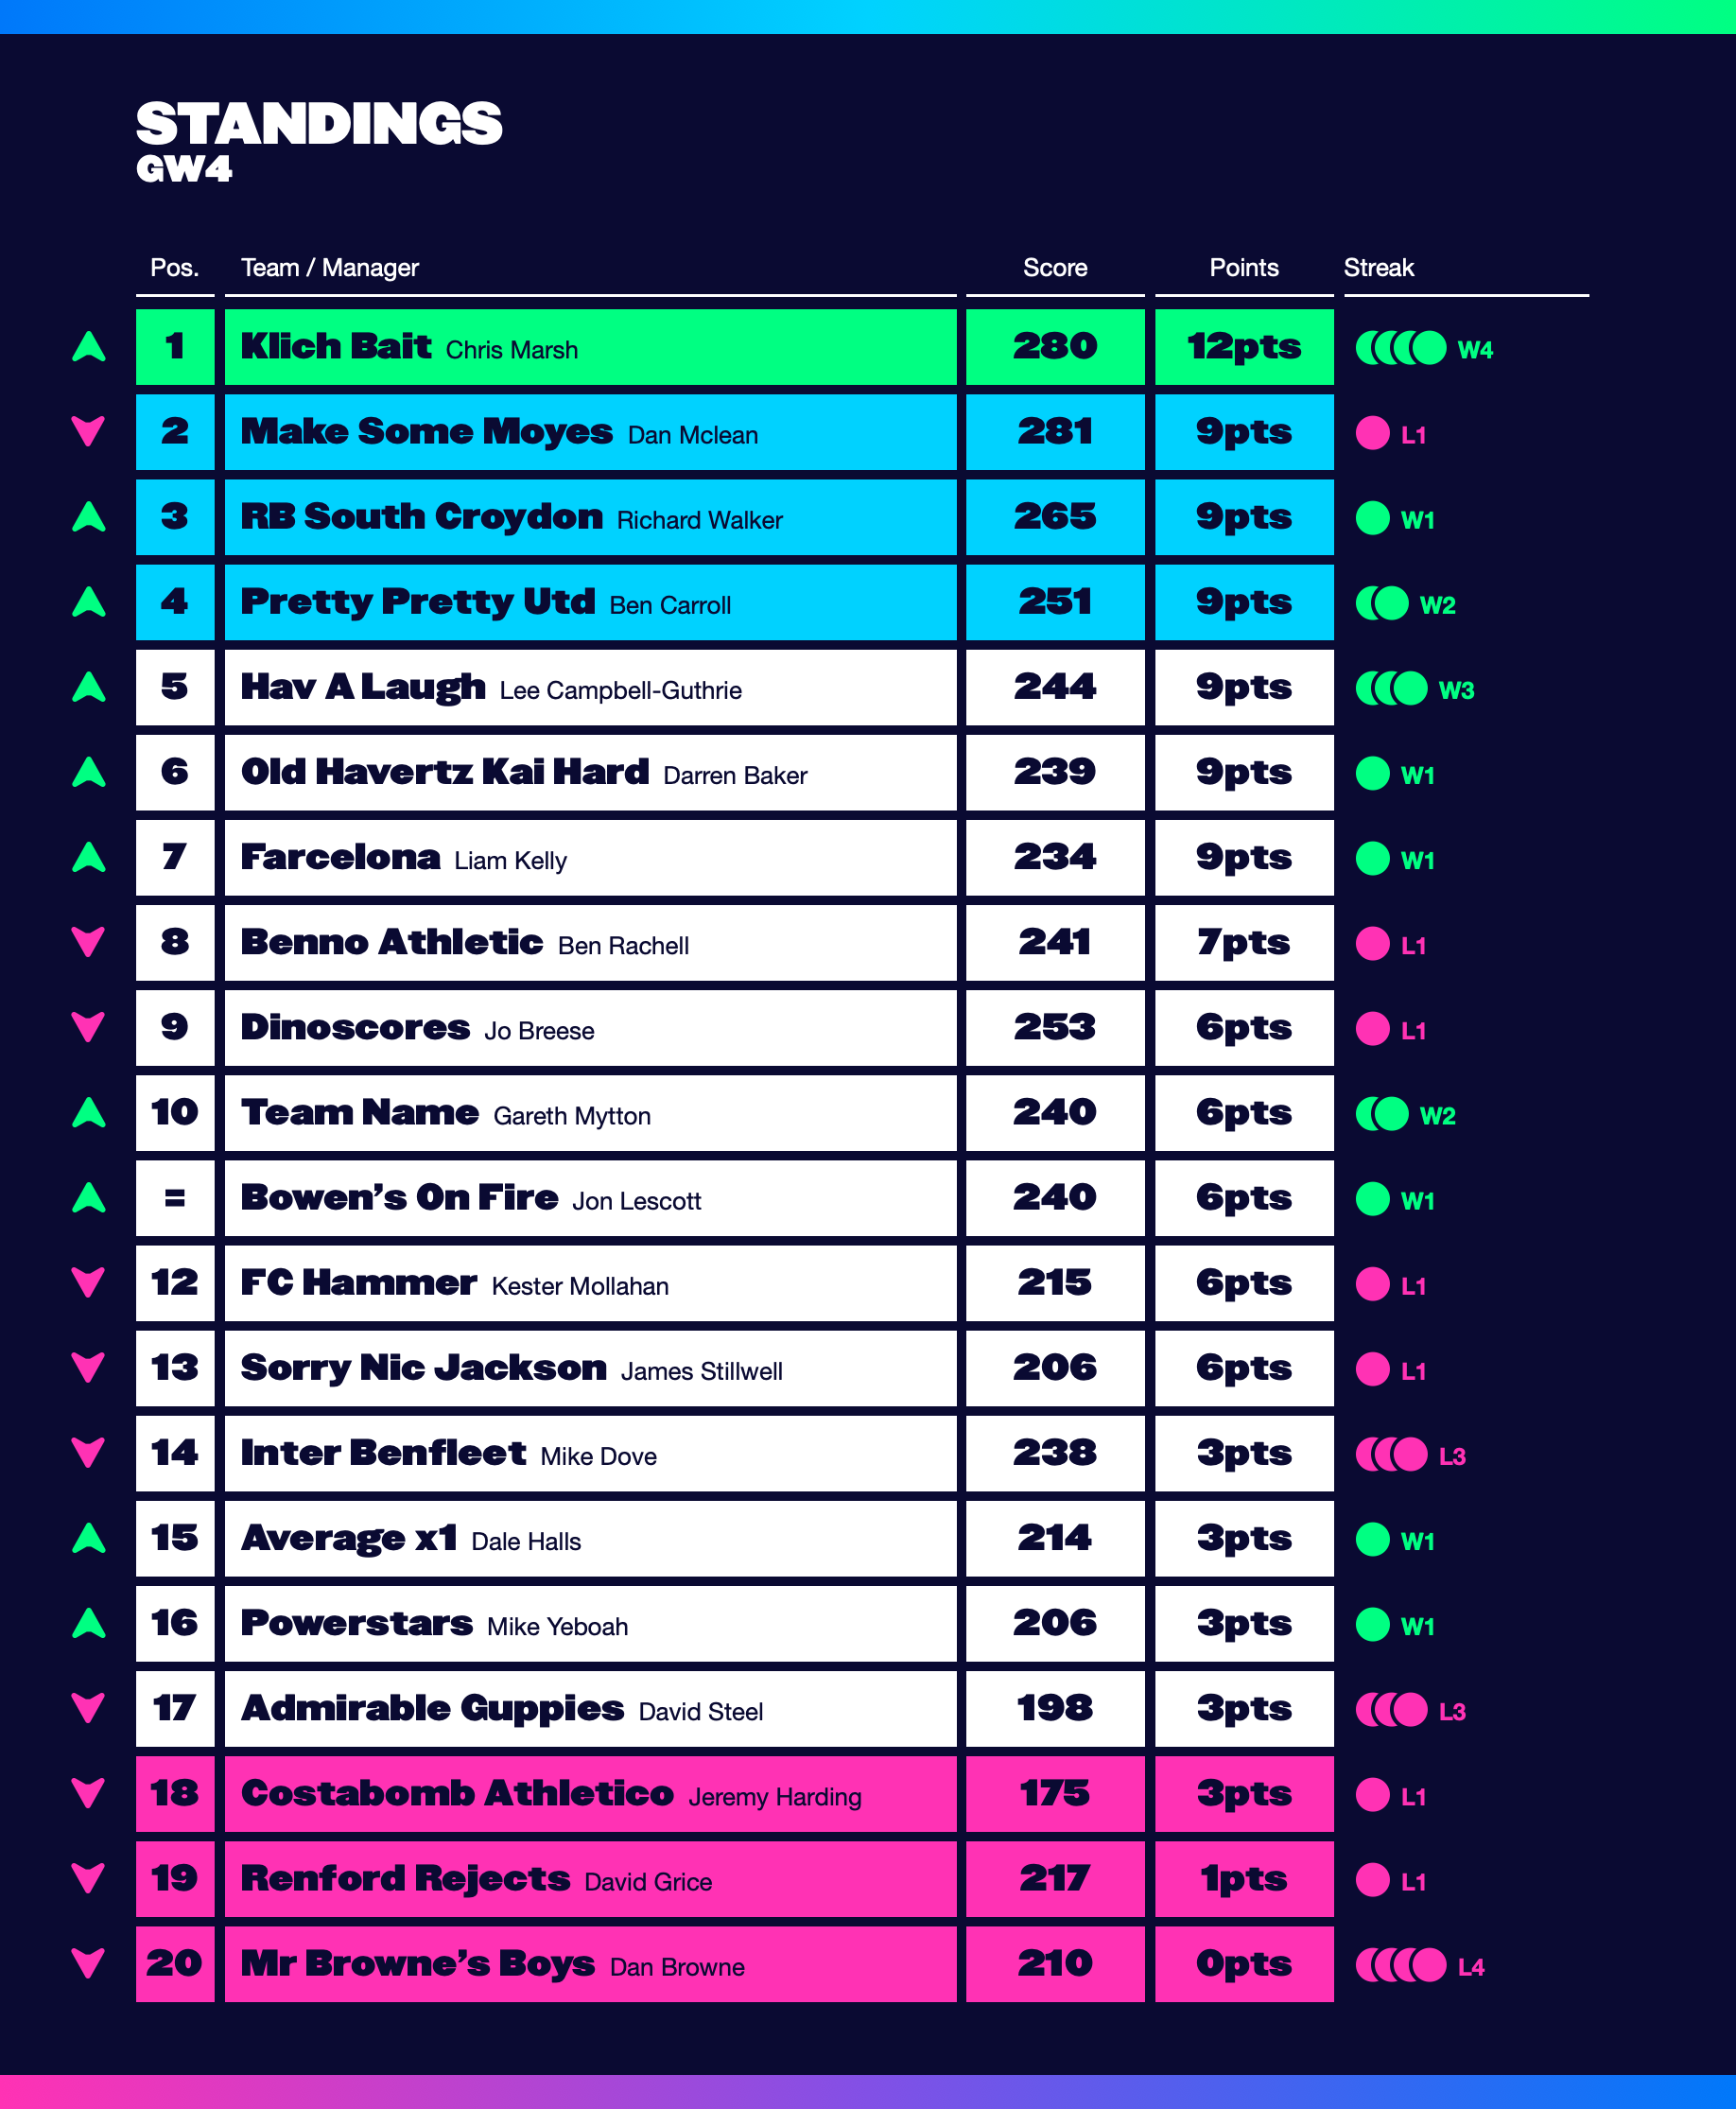 STANDINGS
GW4
Pos. Team / Manager Score Points Streak
1 Klich Bait Chris Marsh 280 12pts W4
2 Make Some Moyes Dan Mclean 281 9pts L1
3 RB South Croydon Richard Walker 265 9pts W1
4 Pretty Pretty Utd Ben Carroll 251 9pts W2
5 Hav A Laugh Lee Campbell-Guthrie 244 9pts W3
6 Old Havertz Kai Hard Darren Baker 239 9pts W1
7 Farcelona Liam Kelly 234 9pts W1
8 Benno Athletic Ben Rachell 241 7pts L1
9 Dinoscores Jo Breese 253 6pts L1
10 Team Name Gareth Mytton 240 6pts W2
= Bowen’s On Fire Jon Lescott 240 6pts W1
12 FC Hammer Kester Mollahan 215 6pts L1
13 Sorry Nic Jackson James Stillwell 206 6pts L1
14 Inter Benfleet Mike Dove 238 3pts L3
15 Average x1 Dale Halls 214 3pts W1
16 Powerstars Mike Yeboah 206 3pts W1
17 Admirable Guppies David Steel 198 3pts L3
18 Costabomb Athletico Jeremy Harding 175 3pts L1
19 Renford Rejects David Grice 217 1pts L1
20 Mr Browne’s Boys Dan Browne 210 0pts L4